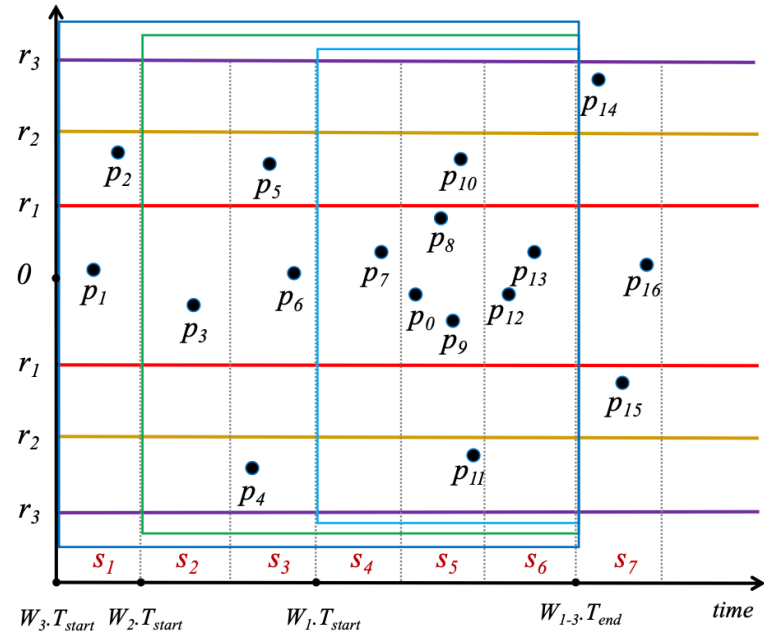 r₃
p₁₄
r₂
p₂
p₅
p₁₀
r₁
p₈
0
p₁
p₆
p₇
p₁₃
p₁₆
p₃
p₀
p₁₂
p₉
r₁
p₁₅
r₂
p₄
p₁₁
r₃
s₁ s₂ s₃ s₄ s₅ s₆ s₇
W₃.Tstart W₂.Tstart W₁.Tstart W₁₋₃.Tend time